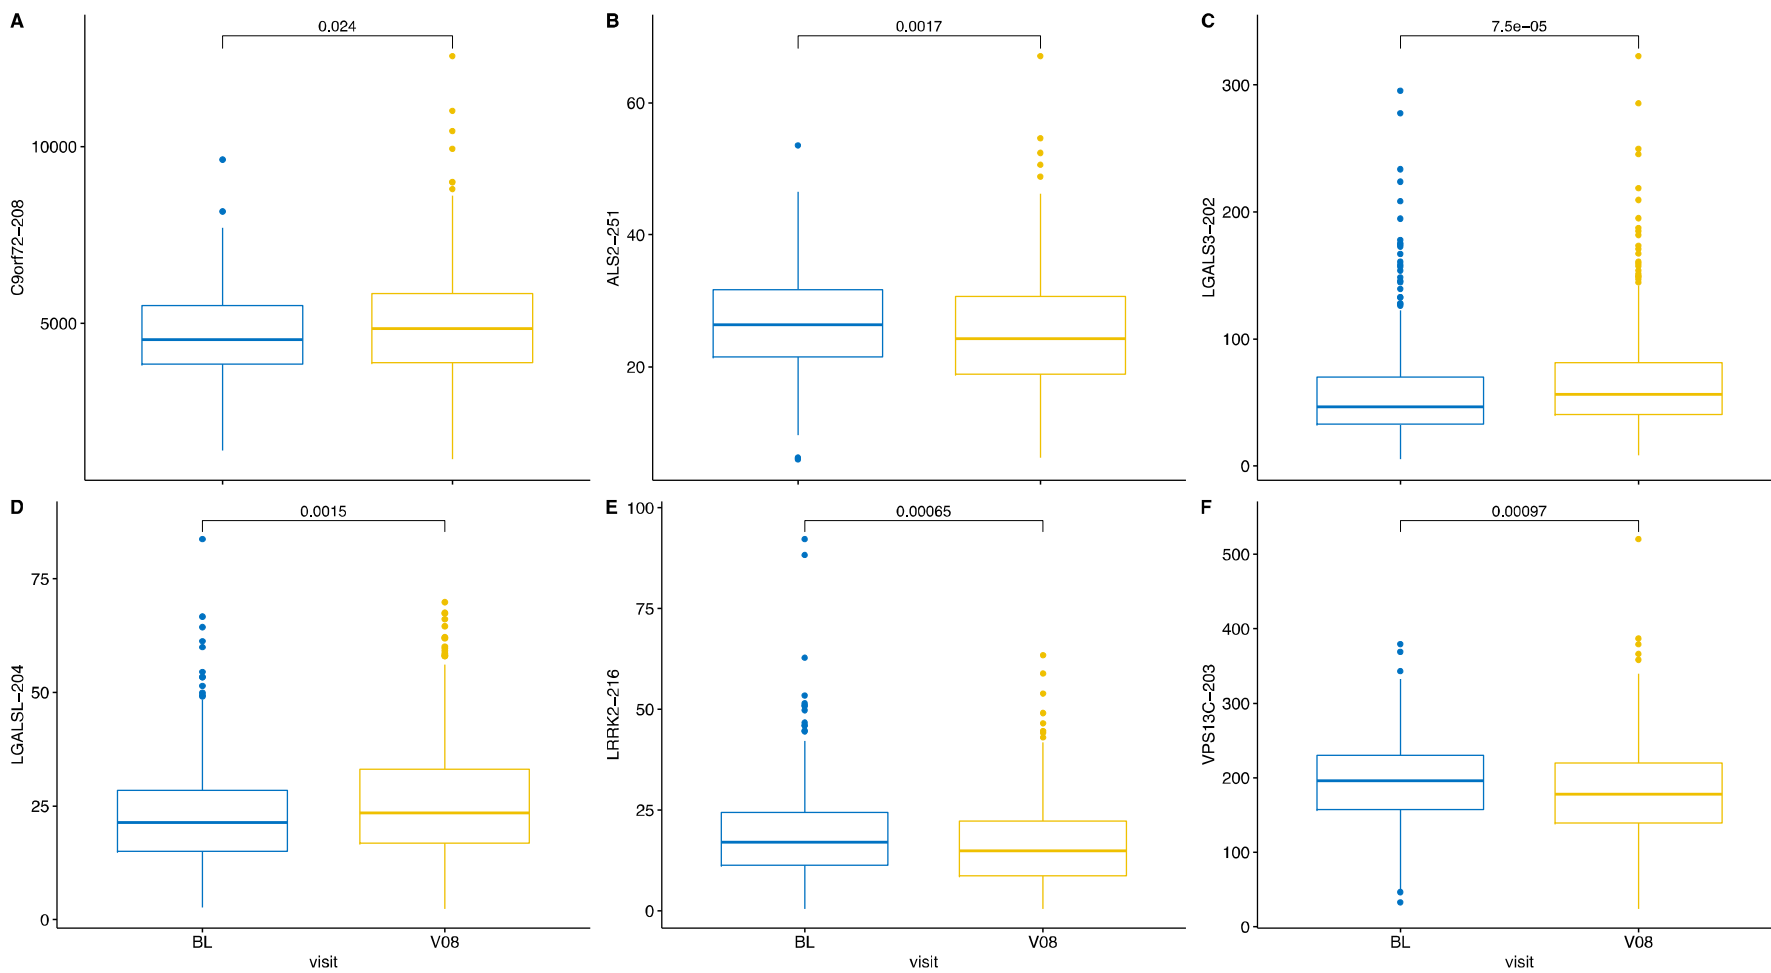 A
0.024
C9orf72−208
10000
5000
B
0.0017
ALS2−251
60
40
20
C
7.5e−05
LGALS3−202
300
200
100
0
D
0.0015
LGALSL−204
75
50
25
0
BL
V08
visit
E
0.00065
LRRK2−216
100
75
50
25
0
BL
V08
visit
F
0.00097
VPS13C−203
500
400
300
200
100
0
BL
V08
visit